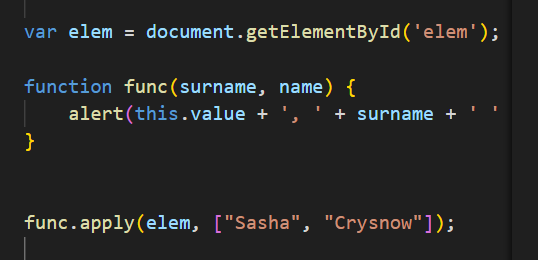 var elem = document.getElementById('elem');
function func(surname, name) {
alert(this.value + ', ' + surname + ' '
}
func.apply(elem, ["Sasha", "Crysnow"]);